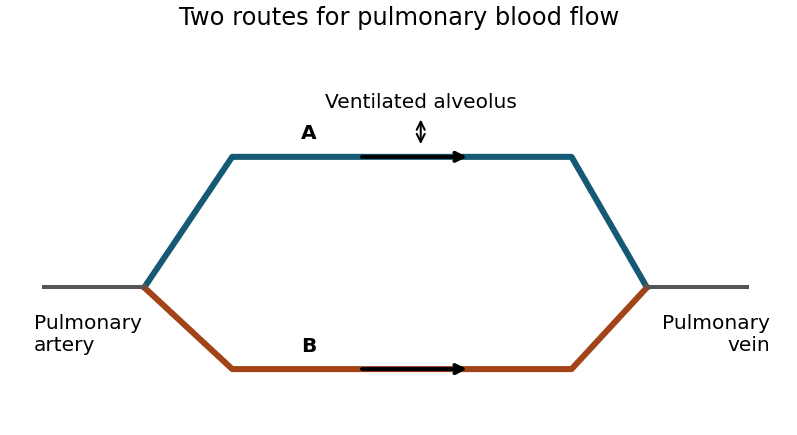 Two routes for pulmonary blood flow
Ventilated alveolus
A
Pulmonary
artery
Pulmonary
vein
B